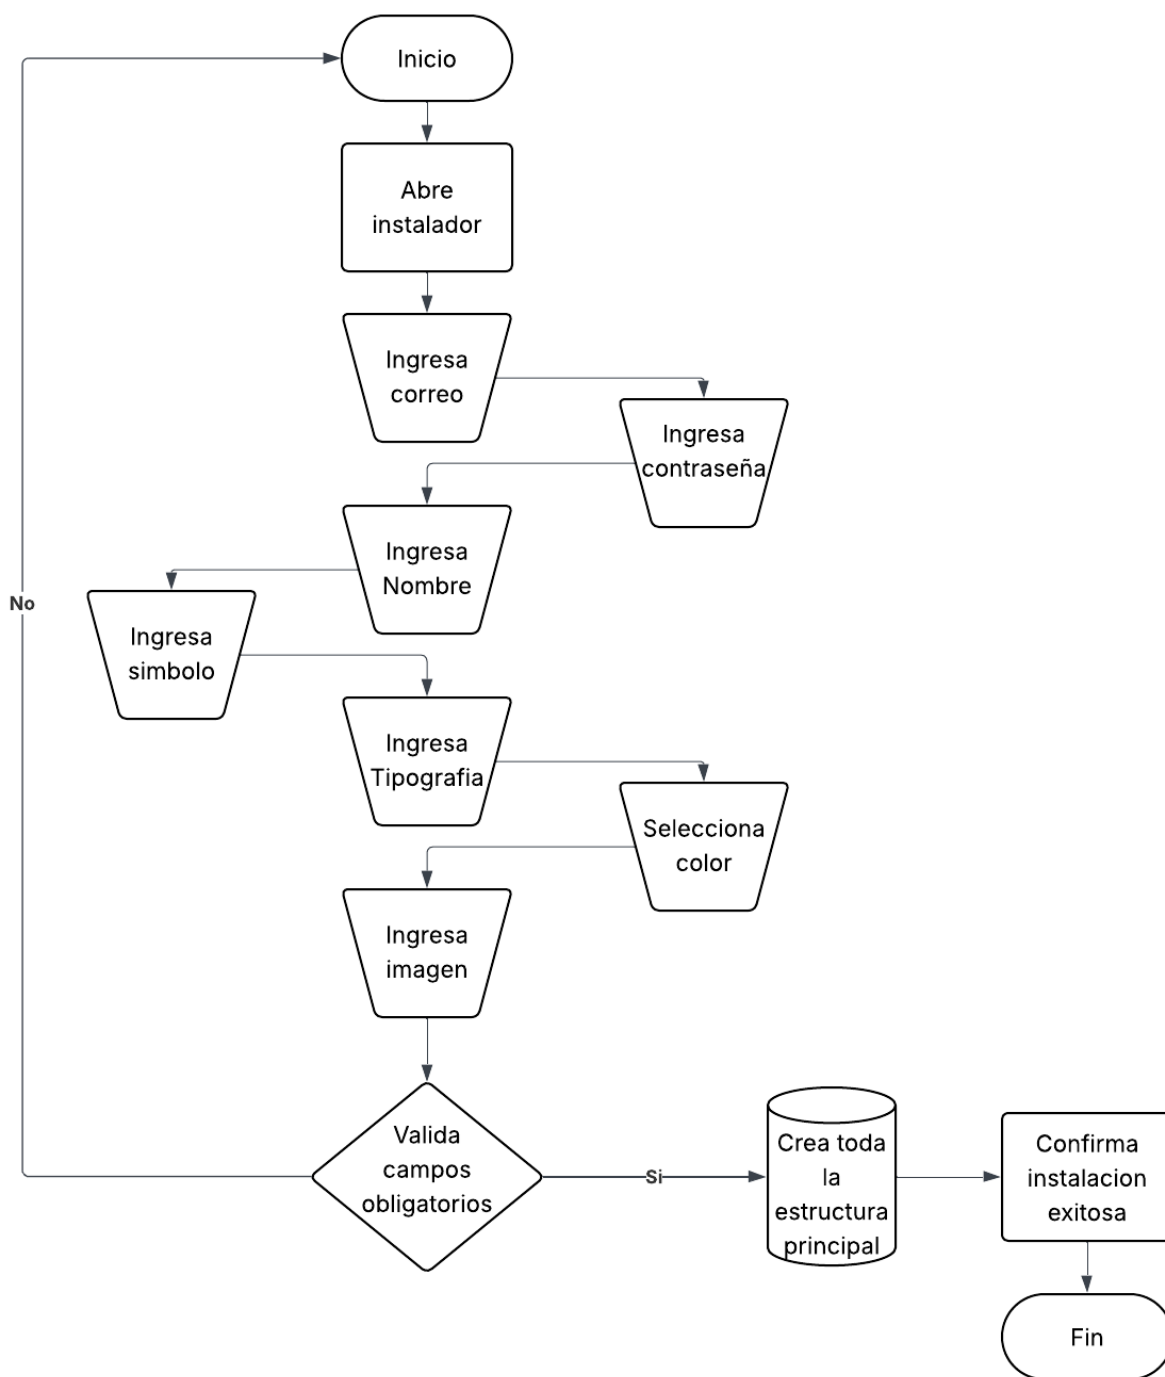 Inicio
Abre
instalador
Ingresa
correo
Ingresa
contraseña
Ingresa
Nombre
No
Ingresa
simbolo
Ingresa
Tipografia
Selecciona
color
Ingresa
imagen
Valida
campos
obligatorios
Si
Crea toda
la
estructura
principal
Confirma
instalacion
exitosa
Fin